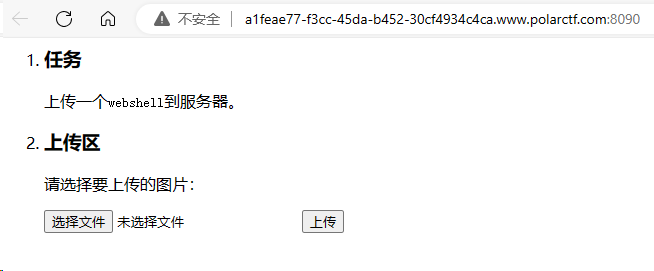 不安全 | a1feae77-f3cc-45da-b452-30cf4934c4ca.www.polarctf.com:8090
1. 任务
上传一个webshell到服务器。
2. 上传区
请选择要上传的图片：
选择文件 未选择文件 上传